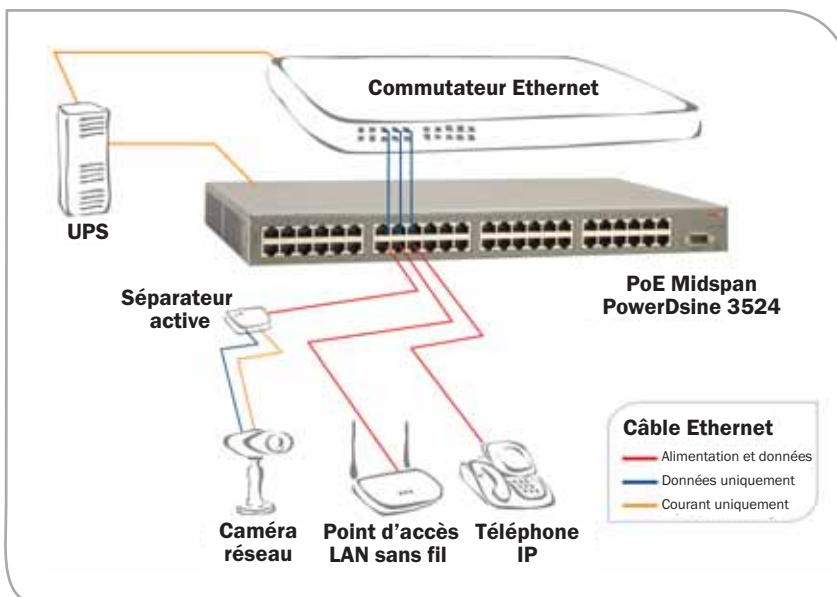 Commutateur Ethernet
UPS
PoE Midspan
PowerDsine 3524
Séparateur
active
Câble Ethernet
Alimentation et données
Données uniquement
Courant uniquement
Caméra
réseau
Point d’accès
LAN sans fil
Téléphone
IP